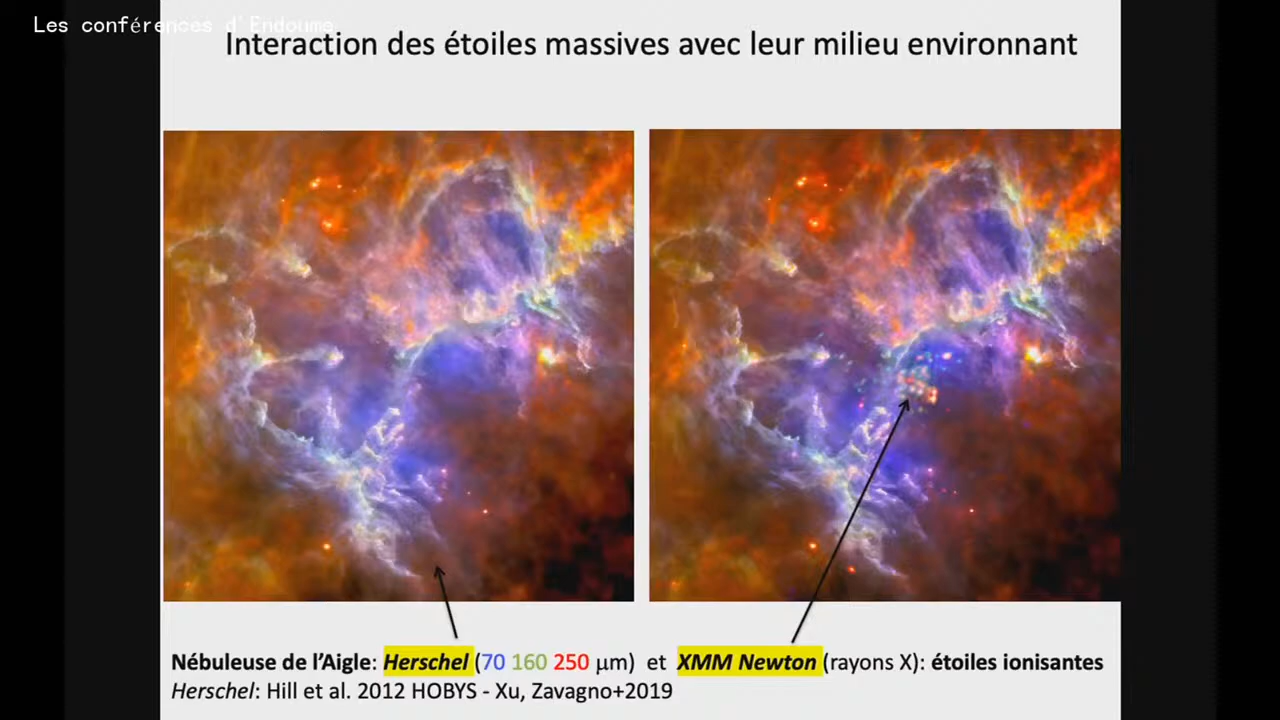 Les conférences d'Endoume
Interaction des étoiles massives avec leur milieu environnant
Nébuleuse de l'Aigle: Herschel (70 160 250 μm) et XMM Newton (rayons X): étoiles ionisantes
Herschel: Hill et al. 2012 HOBYS - Xu, Zavagno+2019